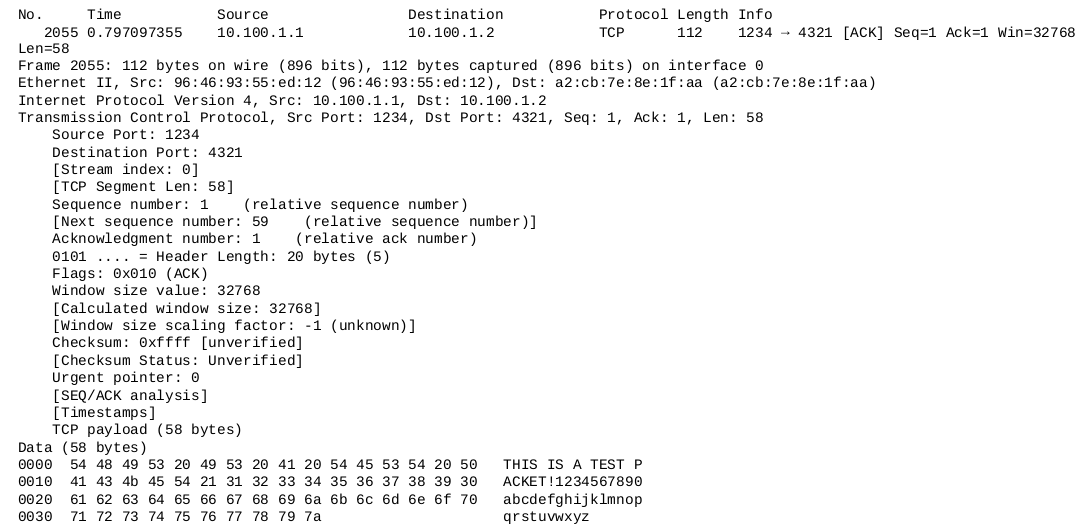 No.     Time           Source                Destination           Protocol Length Info
   2055 0.797097355    10.100.1.1            10.100.1.2            TCP      112    1234 → 4321 [ACK] Seq=1 Ack=1 Win=32768
Len=58
Frame 2055: 112 bytes on wire (896 bits), 112 bytes captured (896 bits) on interface 0
Ethernet II, Src: 96:46:93:55:ed:12 (96:46:93:55:ed:12), Dst: a2:cb:7e:8e:1f:aa (a2:cb:7e:8e:1f:aa)
Internet Protocol Version 4, Src: 10.100.1.1, Dst: 10.100.1.2
Transmission Control Protocol, Src Port: 1234, Dst Port: 4321, Seq: 1, Ack: 1, Len: 58
    Source Port: 1234
    Destination Port: 4321
    [Stream index: 0]
    [TCP Segment Len: 58]
    Sequence number: 1    (relative sequence number)
    [Next sequence number: 59    (relative sequence number)]
    Acknowledgment number: 1    (relative ack number)
    0101 .... = Header Length: 20 bytes (5)
    Flags: 0x010 (ACK)
    Window size value: 32768
    [Calculated window size: 32768]
    [Window size scaling factor: -1 (unknown)]
    Checksum: 0xffff [unverified]
    [Checksum Status: Unverified]
    Urgent pointer: 0
    [SEQ/ACK analysis]
    [Timestamps]
    TCP payload (58 bytes)
Data (58 bytes)
0000  54 48 49 53 20 49 53 20 41 20 54 45 53 54 20 50   THIS IS A TEST P
0010  41 43 4b 45 54 21 31 32 33 34 35 36 37 38 39 30   ACKET!1234567890
0020  61 62 63 64 65 66 67 68 69 6a 6b 6c 6d 6e 6f 70   abcdefghijklmnop
0030  71 72 73 74 75 76 77 78 79 7a                     qrstuvwxyz